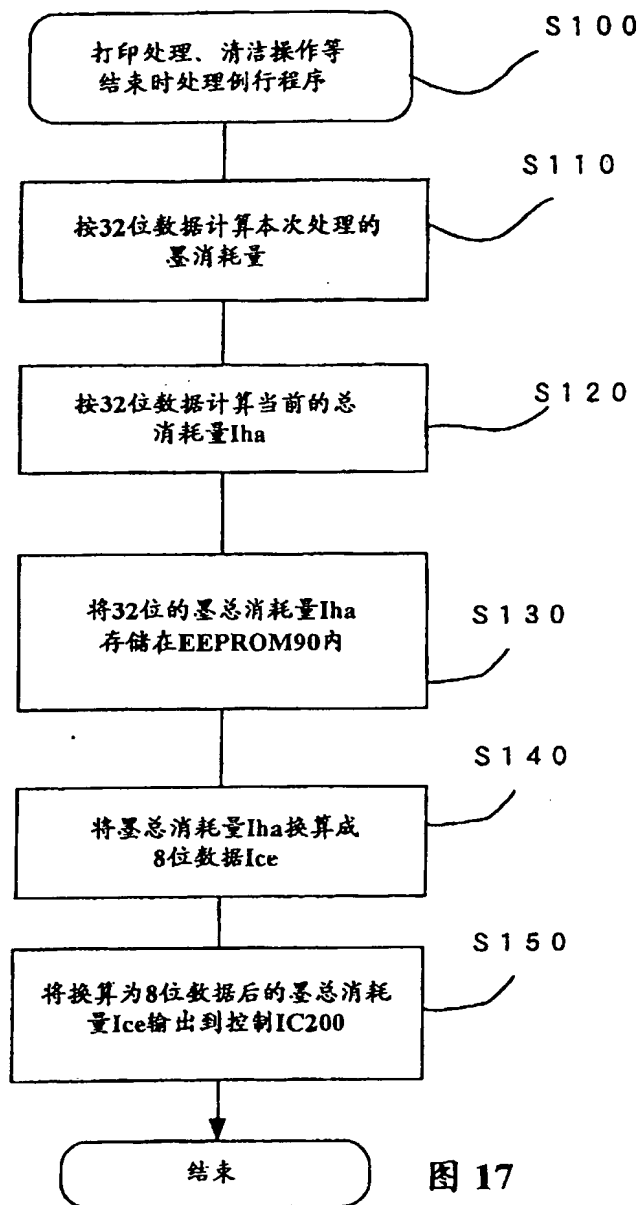 打印处理、清洁操作等
结束时处理例行程序
S100
按32位数据计算本次处理的
墨消耗量
S110
按32位数据计算当前的总
消耗量Iha
S120
将32位的墨总消耗量Iha
存储在EEPROM90内
S130
将墨总消耗量Iha换算成
8位数据Ice
S140
将换算为8位数据后的墨总消耗
量Ice输出到控制IC200
S150
结束
图 17